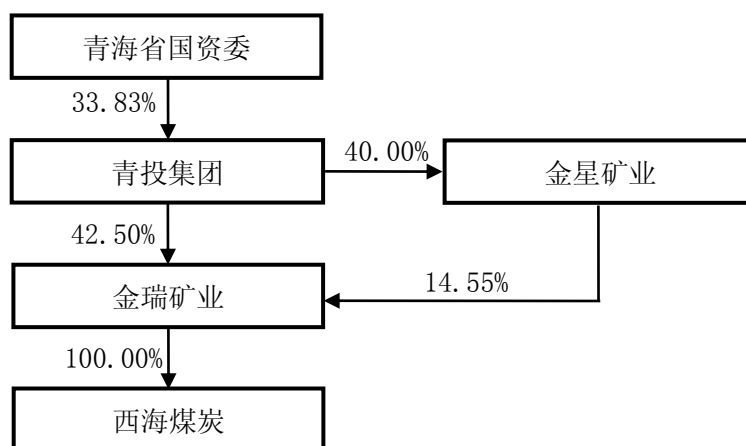 青海省国资委
33.83%
青投集团
40.00%
金星矿业
42.50%
金瑞矿业
14.55%
100.00%
西海煤炭